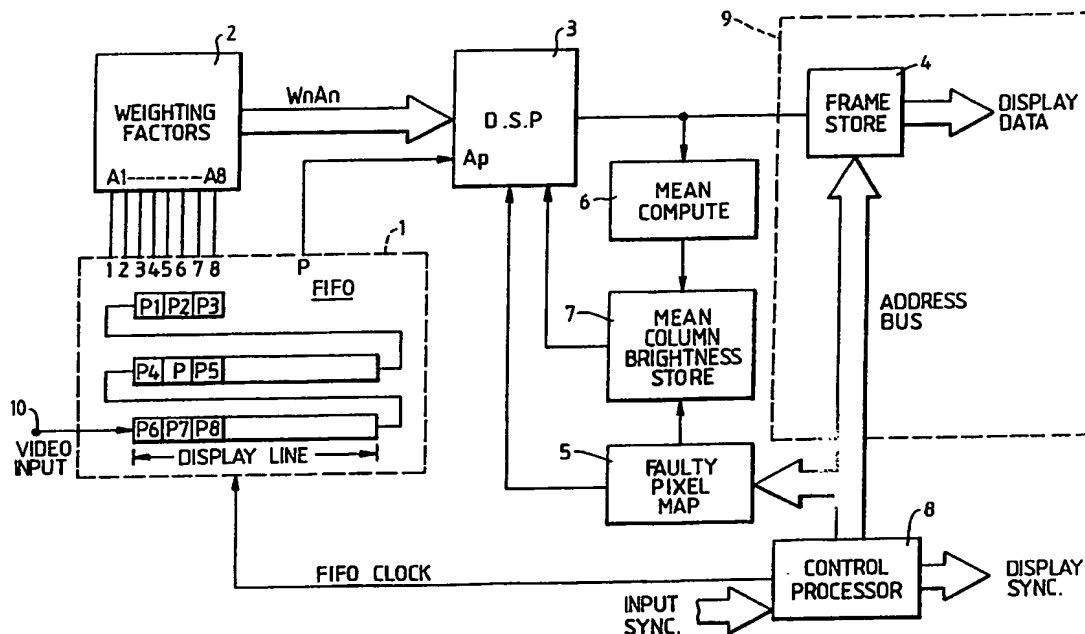 2
WEIGHTING
FACTORS
A1-------A8
WnAn
3
D.S.P
Ap
9
4
FRAME
STORE
DISPLAY
DATA
6
MEAN
COMPUTE
1
1 2 3 4 5 6 7 8
P
FIFO
P1 P2 P3
P4 P P5
P6 P7 P8
DISPLAY LINE
10
VIDEO
INPUT
7
MEAN
COLUMN
BRIGHTNESS
STORE
ADDRESS
BUS
5
FAULTY
PIXEL
MAP
8
CONTROL
PROCESSOR
FIFO CLOCK
INPUT
SYNC.
DISPLAY
SYNC.